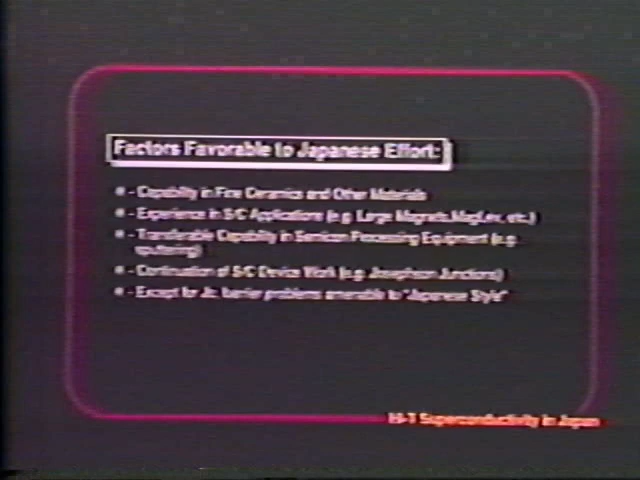 Factors Favorable to Japanese Effort:
- Capability in Fine Ceramics and Other Materials
- Experience in S/C Applications (e.g. Large Magnets, MagLev, etc.)
- Transferable Capability in Semicon Processing Equipment (e.g.
sputtering)
- Continuation of S/C Device Work (e.g. Josephson Junctions)
- Except for Jc, barrier problems amenable to "Japanese Style"
Hi-T Superconductivity in Japan